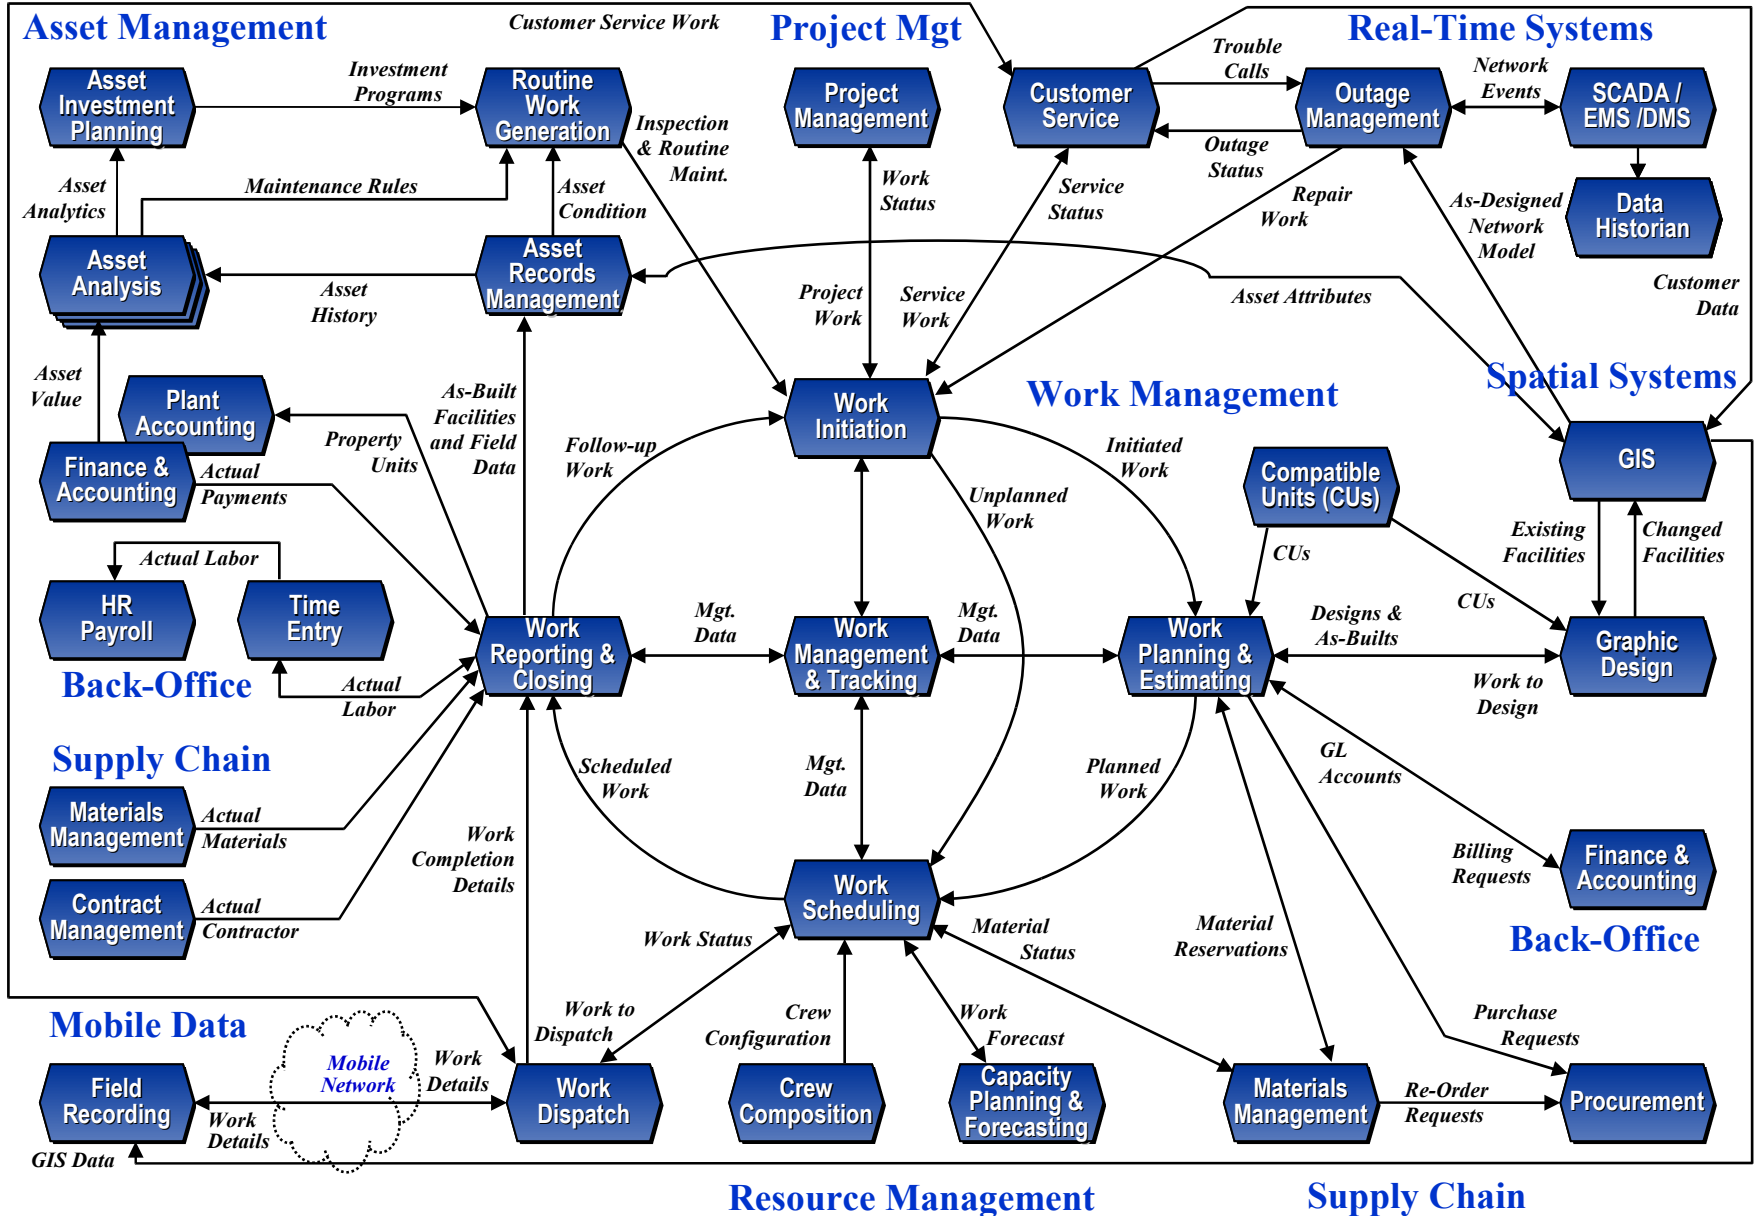 Asset Management
Customer Service Work
Project Mgt
Real-Time Systems
Asset
Investment
Planning
Investment
Programs
Routine
Work
Generation
Inspection
& Routine
Maint.
Project
Management
Customer
Service
Trouble
Calls
Outage
Status
Outage
Management
Network
Events
SCADA /
EMS /DMS
Data
Historian
Asset
Analytics
Maintenance Rules
Asset
Condition
Work
Status
Service
Status
Repair
Work
As-Designed
Network
Model
Customer
Data
Asset
Analysis
Asset
History
Asset
Records
Management
Project
Work
Service
Work
Asset Attributes
Asset
Value
Plant
Accounting
Finance &
Accounting
Property
Units
Actual
Payments
As-Built
Facilities
and Field
Data
Follow-up
Work
Work
Initiation
Work Management
Spatial Systems
Initiated
Work
Unplanned
Work
Compatible
Units (CUs)
GIS
CUs
CUs
Existing
Facilities
Changed
Facilities
Actual Labor
HR
Payroll
Time
Entry
Back-Office
Actual
Labor
Work
Reporting &
Closing
Mgt.
Data
Work
Management
& Tracking
Mgt.
Data
Work
Planning &
Estimating
Designs &
As-Builts
Work to
Design
Graphic
Design
Supply Chain
Materials
Management
Actual
Materials
Contract
Management
Actual
Contractor
Scheduled
Work
Mgt.
Data
Planned
Work
GL
Accounts
Billing
Requests
Finance &
Accounting
Back-Office
Work
Completion
Details
Work
Scheduling
Work Status
Work to
Dispatch
Crew
Configuration
Work
Forecast
Material
Status
Material
Reservations
Purchase
Requests
Mobile Data
Field
Recording
Mobile
Network
Work
Details
Work
Details
Work
Dispatch
Crew
Composition
Capacity
Planning &
Forecasting
Materials
Management
Re-Order
Requests
Procurement
GIS Data
Resource Management
Supply Chain